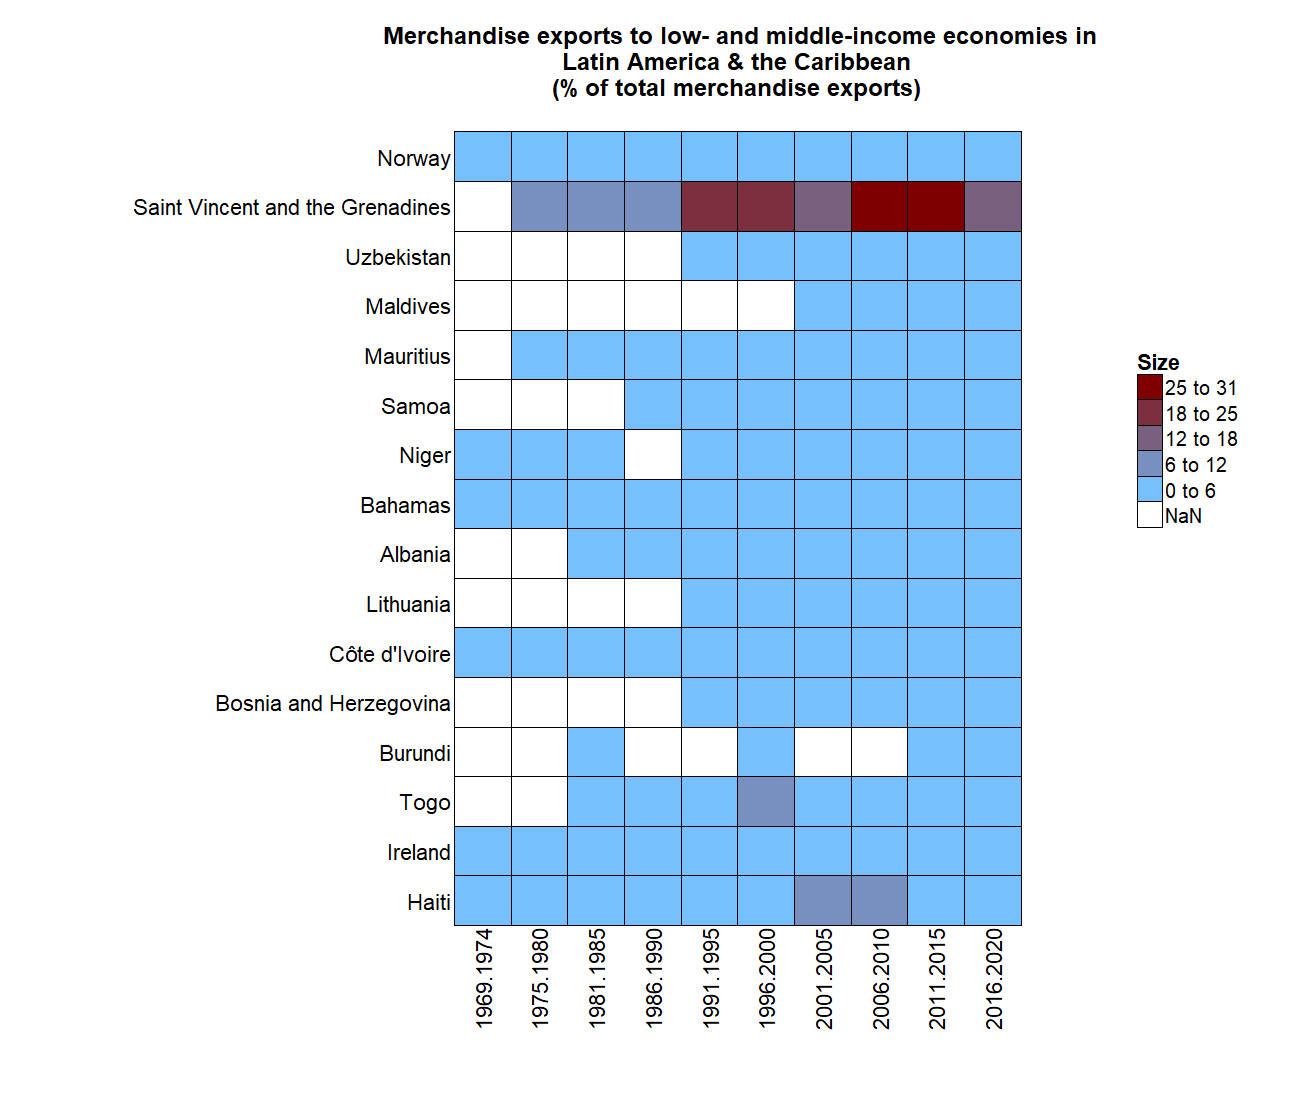 Merchandise exports to low- and middle-income economies in
Latin America & the Caribbean
(% of total merchandise exports)
Norway
Saint Vincent and the Grenadines
Uzbekistan
Maldives
Mauritius
Samoa
Niger
Bahamas
Albania
Lithuania
Côte d'Ivoire
Bosnia and Herzegovina
Burundi
Togo
Ireland
Haiti
1969.1974
1975.1980
1981.1985
1986.1990
1991.1995
1996.2000
2001.2005
2006.2010
2011.2015
2016.2020
Size
25 to 31
18 to 25
12 to 18
6 to 12
0 to 6
NaN